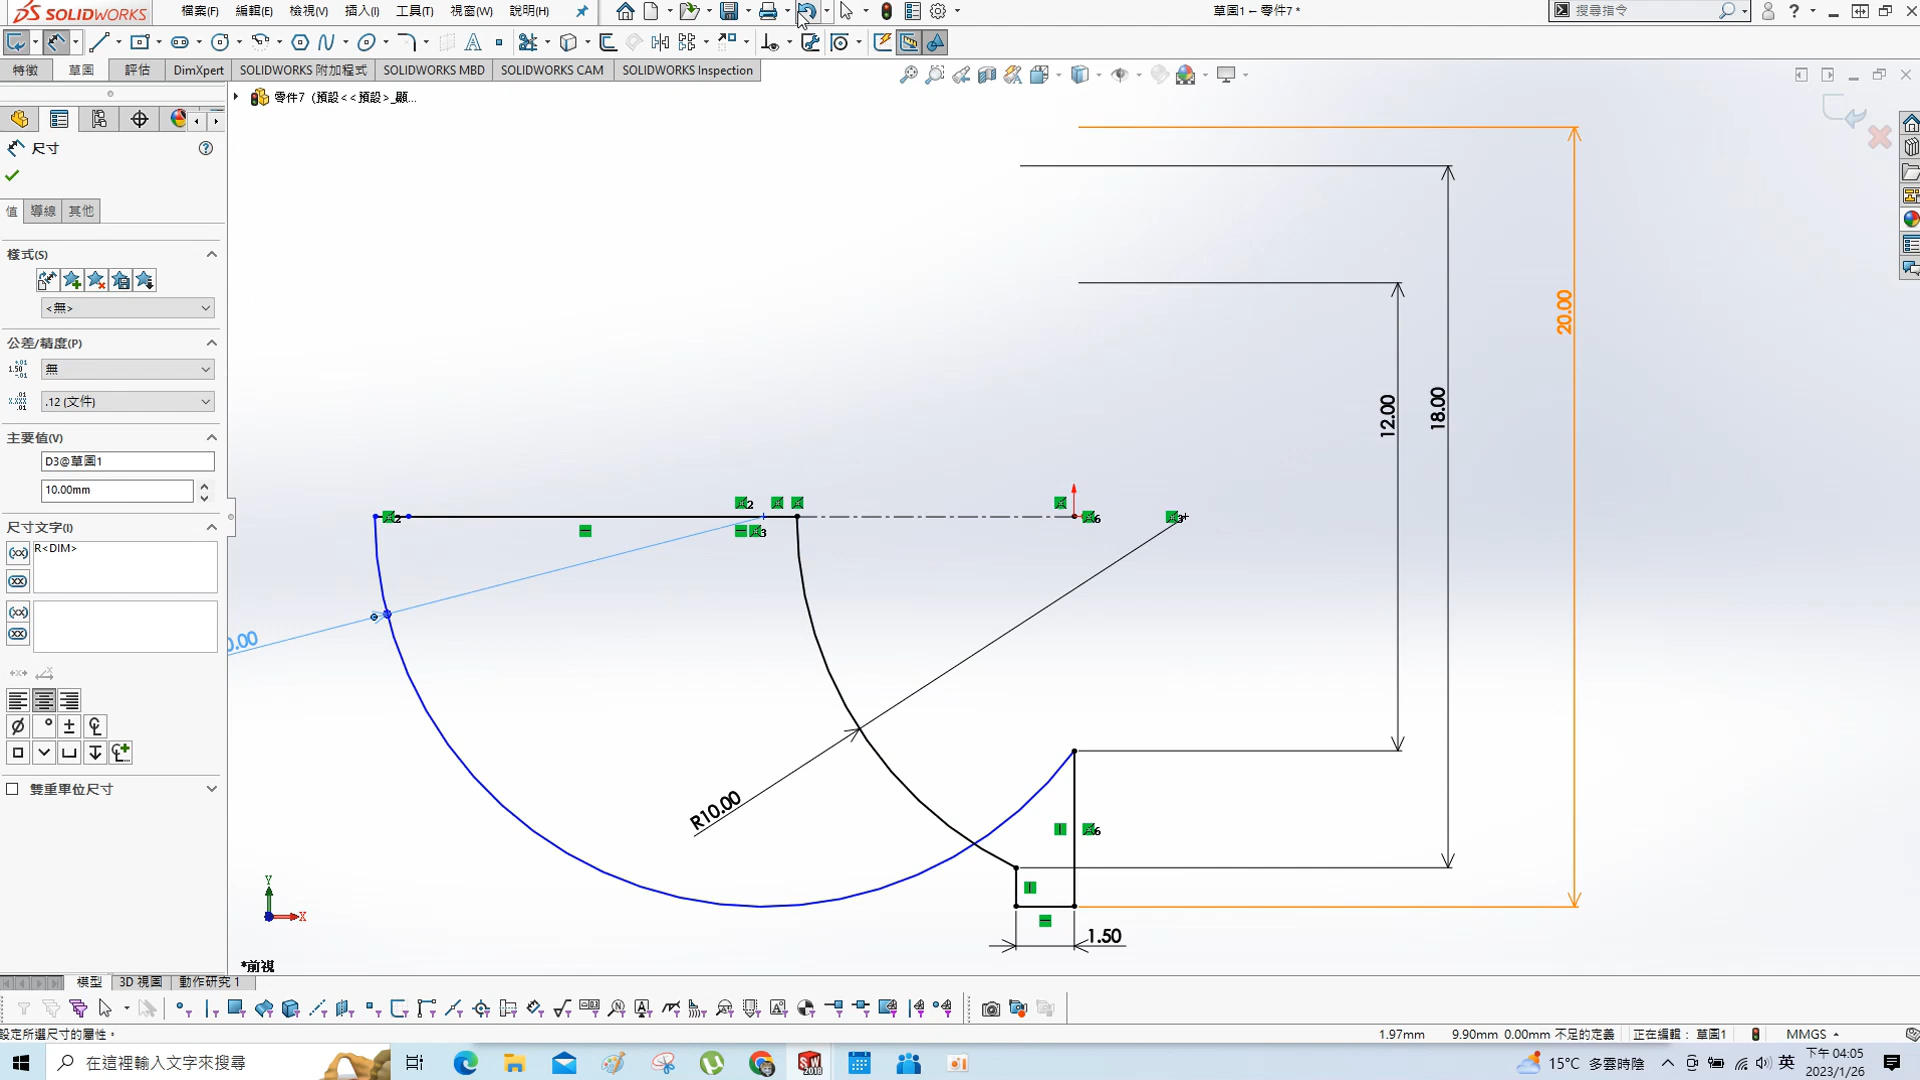 SOLIDWORKS 檔案(F) 編輯(E) 檢視(V) 插入(I) 工具(T) 視窗(W) 說明(H) 草圖1 ← 零件7 * 搜尋指令 ?
特徵 草圖 評估 DimXpert SOLIDWORKS 附加程式 SOLIDWORKS MBD SOLIDWORKS CAM SOLIDWORKS Inspection
零件7 (預設<<預設>_顯...
尺寸
值 導線 其他
樣式(S)
<無>
公差/精度(P)
無
.12 (文件)
主要值(V)
D3@草圖1
10.00mm
尺寸文字(I)
R<DIM>
雙重單位尺寸
20.00
12.00
18.00
0.00
R10.00
1.50
Y
X
*前視
模型 3D 視圖 動作研究 1
設定所選尺寸的屬性。 1.97mm 9.90mm 0.00mm 不足的定義 正在編輯: 草圖1 MMGS
在這裡輸入文字來搜尋 15°C 多雲時陰 英 下午 04:05
2023/1/26